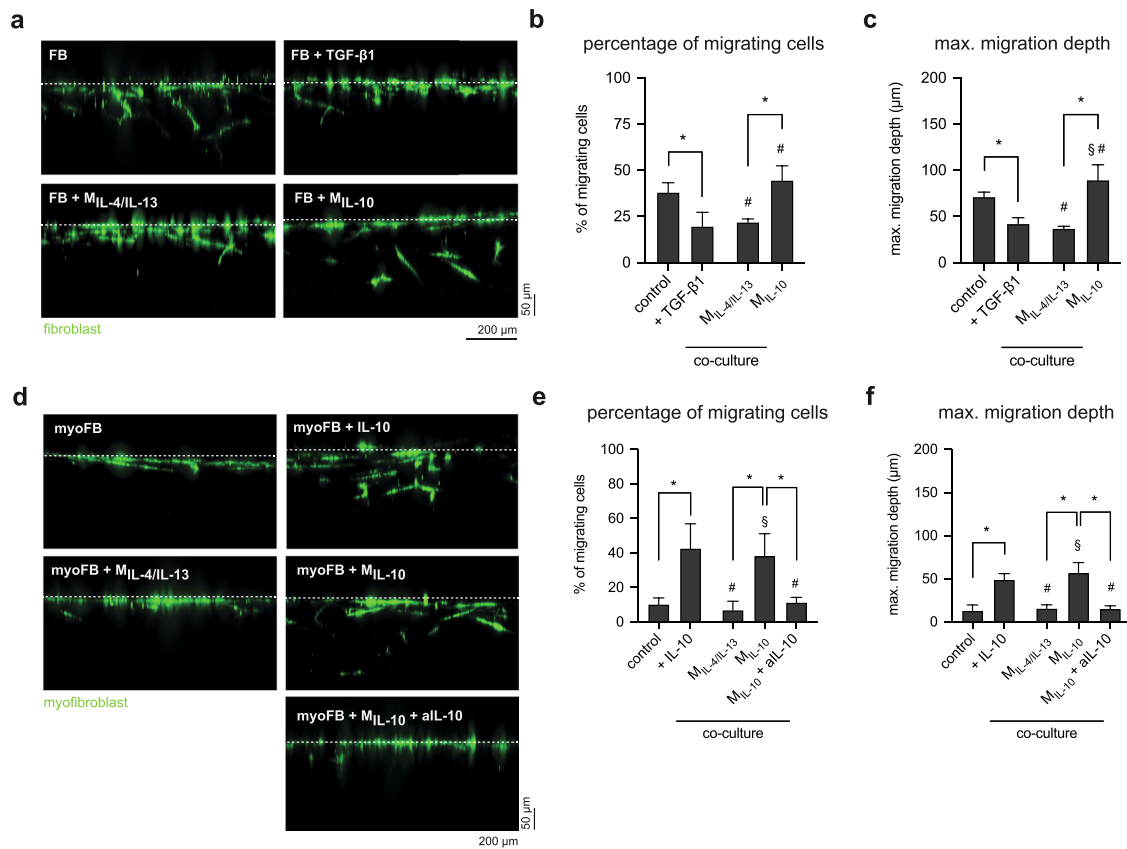 a
FB
FB + TGF-β1
FB + MIL-4/IL-13
FB + MIL-10
fibroblast
50 µm
200 µm
b
percentage of migrating cells
% of migrating cells
100
75
50
25
0
*
*
#
#
control
+ TGF-β1
MIL-4/IL-13
MIL-10
co-culture
c
max. migration depth
max. migration depth (µm)
200
150
100
50
0
*
*
#
§ #
control
+ TGF-β1
MIL-4/IL-13
MIL-10
co-culture
d
myoFB
myoFB + IL-10
myoFB + MIL-4/IL-13
myoFB + MIL-10
myofibroblast
myoFB + MIL-10 + aIL-10
50 µm
200 µm
e
percentage of migrating cells
% of migrating cells
100
80
60
40
20
0
*
*
*
#
§
#
control
+ IL-10
MIL-4/IL-13
MIL-10
MIL-10 + aIL-10
co-culture
f
max. migration depth
max. migration depth (µm)
200
150
100
50
0
*
*
*
#
§
#
control
+ IL-10
MIL-4/IL-13
MIL-10
MIL-10 + aIL-10
co-culture